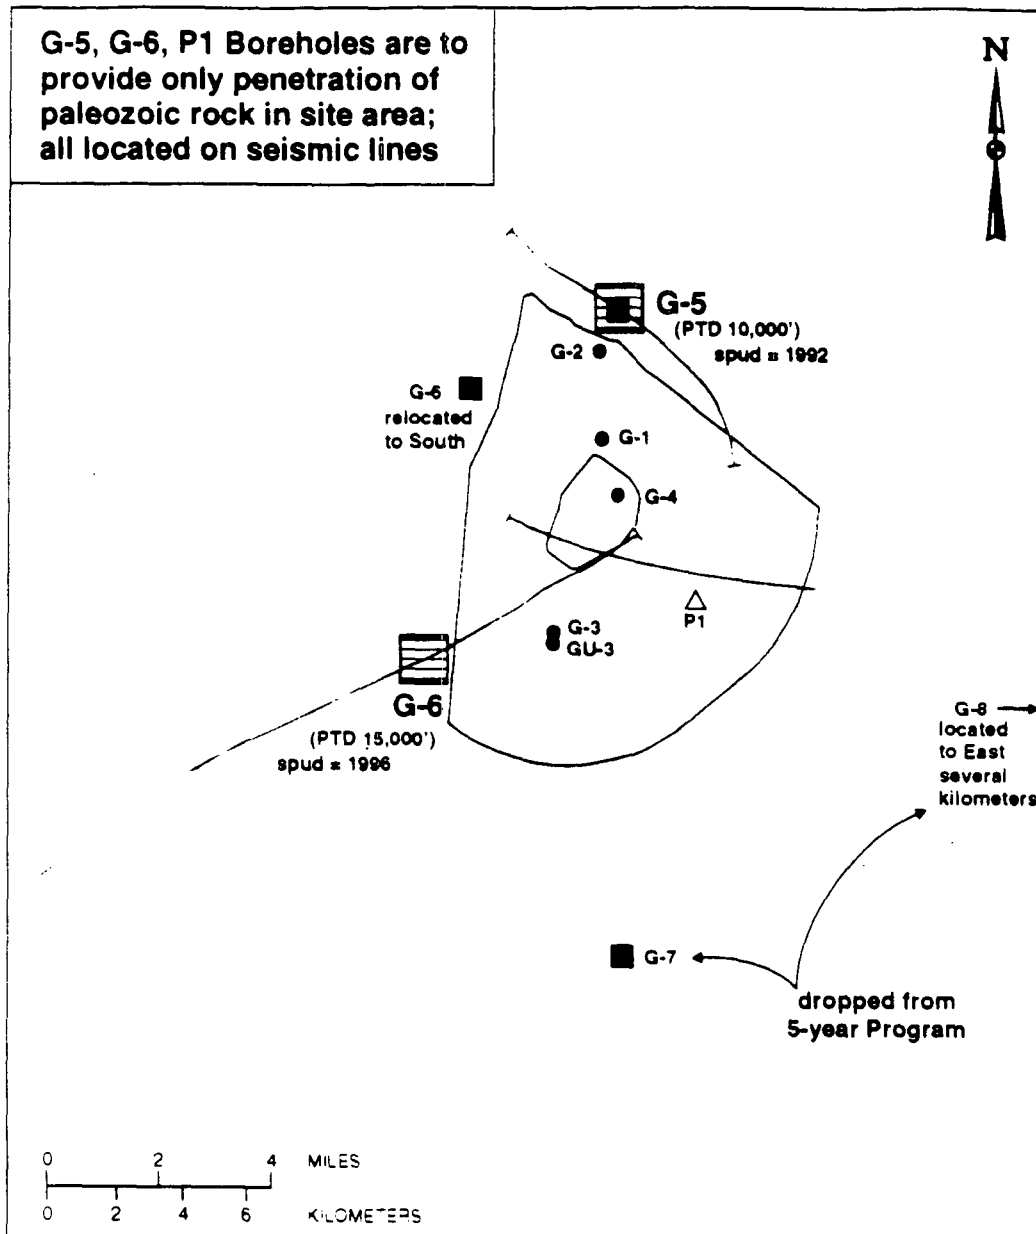 G-5, G-6, P1 Boreholes are to
provide only penetration of
paleozoic rock in site area;
all located on seismic lines
N
G-5
(PTD 10,000')
spud = 1992
G-2
G-6
relocated
to South
G-1
G-4
P1
G-3
GU-3
G-6
(PTD 15,000')
spud = 1996
G-8
located
to East
several
kilometers
G-7
dropped from
5-year Program
0 2 4 MILES
0 2 4 6 KILOMETERS